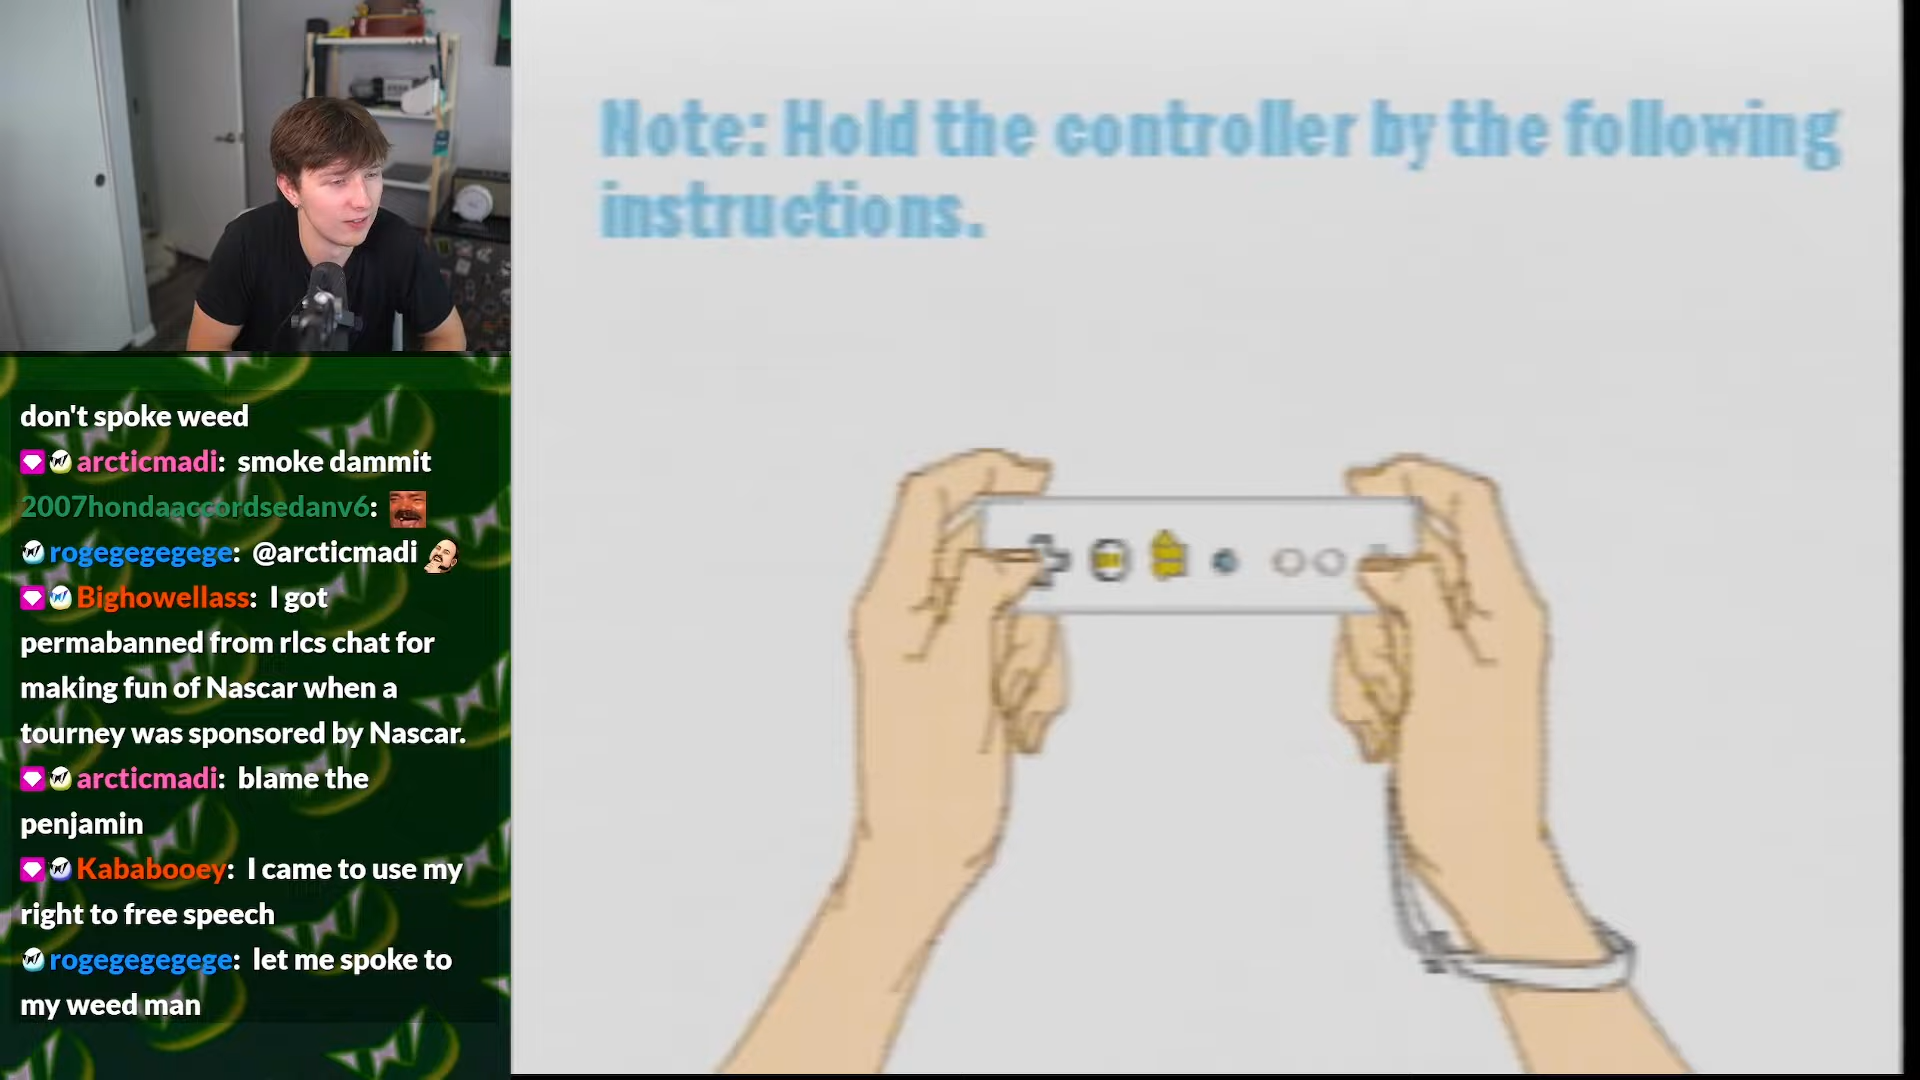 Note: Hold the controller by the following
instructions.
don't spoke weed
arcticmadi: smoke dammit
2007hondaaccordsedanv6:
rogegegegege: @arcticmadi
Bighowellass: I got
permabanned from rlcs chat for
making fun of Nascar when a
tourney was sponsored by Nascar.
arcticmadi: blame the
penjamin
Kababooey: I came to use my
right to free speech
rogegegegege: let me spoke to
my weed man